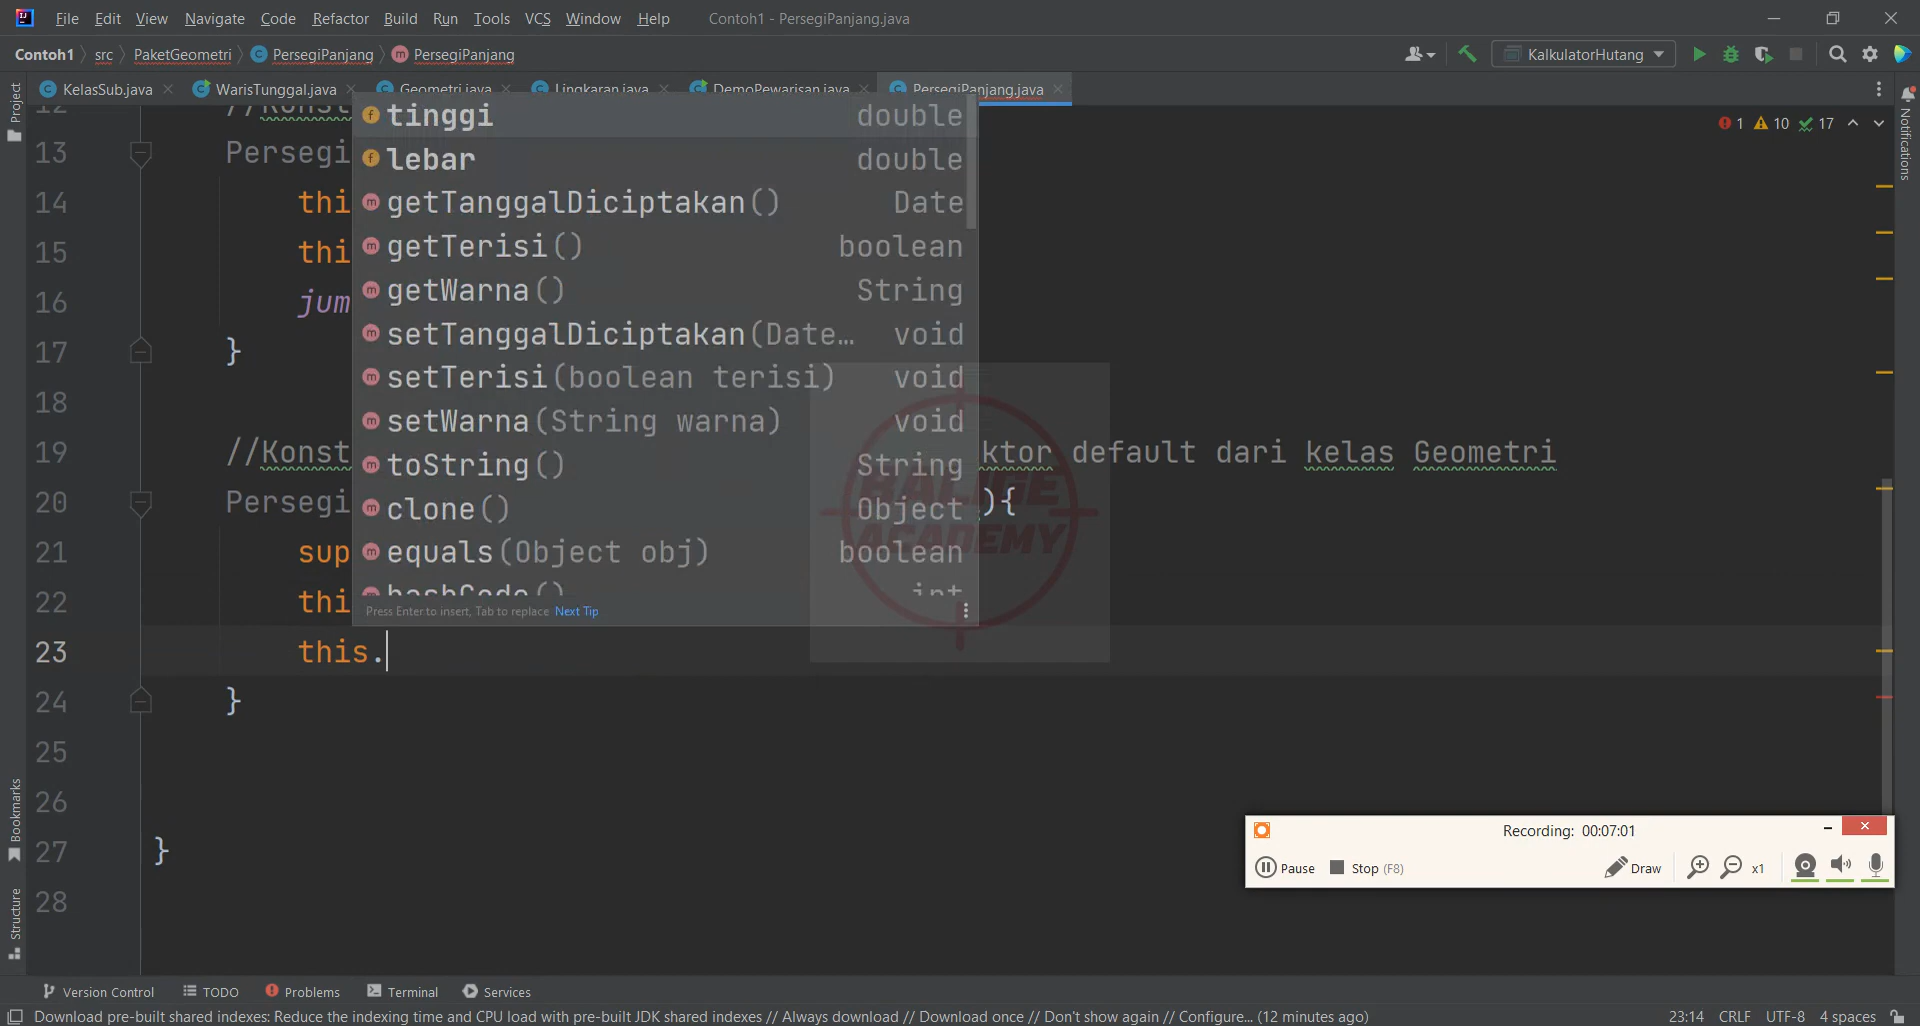 File Edit View Navigate Code Refactor Build Run Tools VCS Window Help Contoh1 - PersegiPanjang.java
Contoh1 src PaketGeometri PersegiPanjang PersegiPanjang KalkulatorHutang
KelasSub.java WarisTunggal.java Geometri.java Lingkaran.java DemoPewarisan.java PersegiPanjang.java
Project
Notifications
1 10 17
12 //Konst
13 Persegi
14 thi
15 thi
16 jum
17 }
18
19 //Konst ktor default dari kelas Geometri
20 Persegi ){
21 sup
22 thi
23 this.
24 }
25
26
27 }
28
tinggi double
lebar double
getTanggalDiciptakan() Date
getTerisi() boolean
getWarna() String
setTanggalDiciptakan(Date… void
setTerisi(boolean terisi) void
setWarna(String warna) void
toString() String
clone() Object
equals(Object obj) boolean
hashCode() int
Press Enter to insert, Tab to replace Next Tip
BALIGE
ACADEMY
Recording: 00:07:01
Pause Stop (F8) Draw x1
Bookmarks
Structure
Version Control TODO Problems Terminal Services
Download pre-built shared indexes: Reduce the indexing time and CPU load with pre-built JDK shared indexes // Always download // Download once // Don't show again // Configure... (12 minutes ago) 23:14 CRLF UTF-8 4 spaces